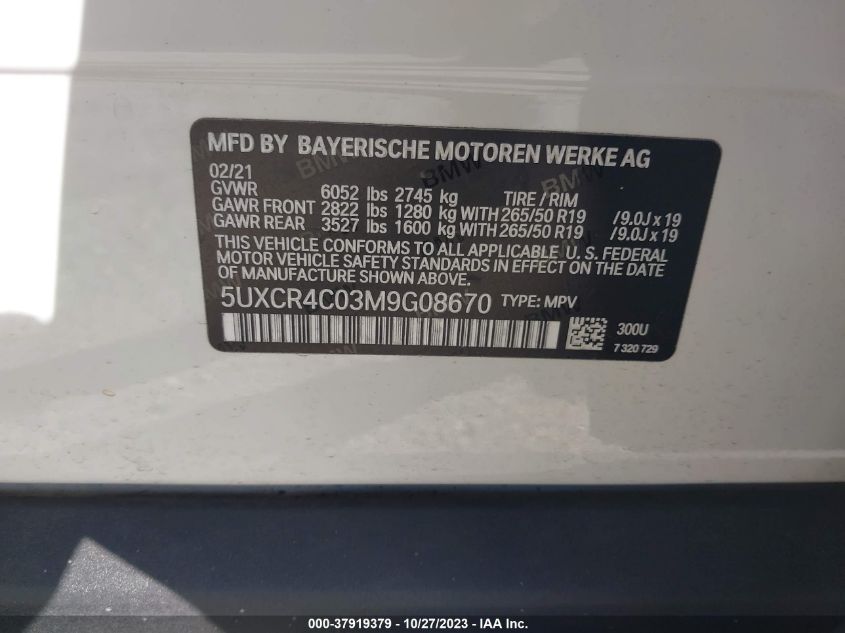 MFD BY BAYERISCHE MOTOREN WERKE AG
02/21
GVWR 6052 lbs 2745 kg TIRE / RIM
GAWR FRONT 2822 lbs 1280 kg WITH 265/50 R19 /9.0J x 19
GAWR REAR 3527 lbs 1600 kg WITH 265/50 R19 /9.0J x 19
THIS VEHICLE CONFORMS TO ALL APPLICABLE U. S. FEDERAL
MOTOR VEHICLE SAFETY STANDARDS IN EFFECT ON THE DATE
OF MANUFACTURE SHOWN ABOVE.
5UXCR4C03M9G08670 TYPE: MPV
300U
7 320 729
000-37919379 - 10/27/2023 - IAA Inc.